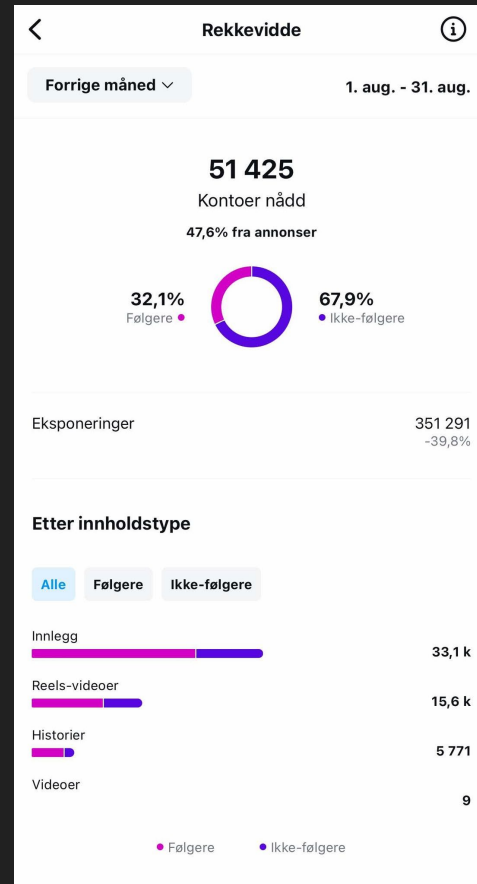 Rekkevidde
Forrige måned
1. aug. - 31. aug.
51 425
Kontoer nådd
47,6% fra annonser
32,1%
Følgere
67,9%
Ikke-følgere
Eksponeringer
351 291
-39,8%
Etter innholdstype
Alle
Følgere
Ikke-følgere
Innlegg
33,1 k
Reels-videoer
15,6 k
Historier
5 771
Videoer
9
Følgere
Ikke-følgere